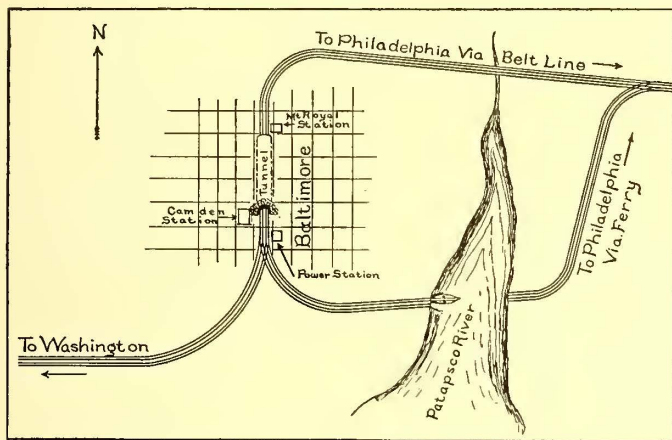 N
To Philadelphia Via Belt Line
Mt Royal
Station
Tunnel
Baltimore
Camden
Station
Power Station
To Philadelphia
Via. Ferry
To Washington
Patapsco River